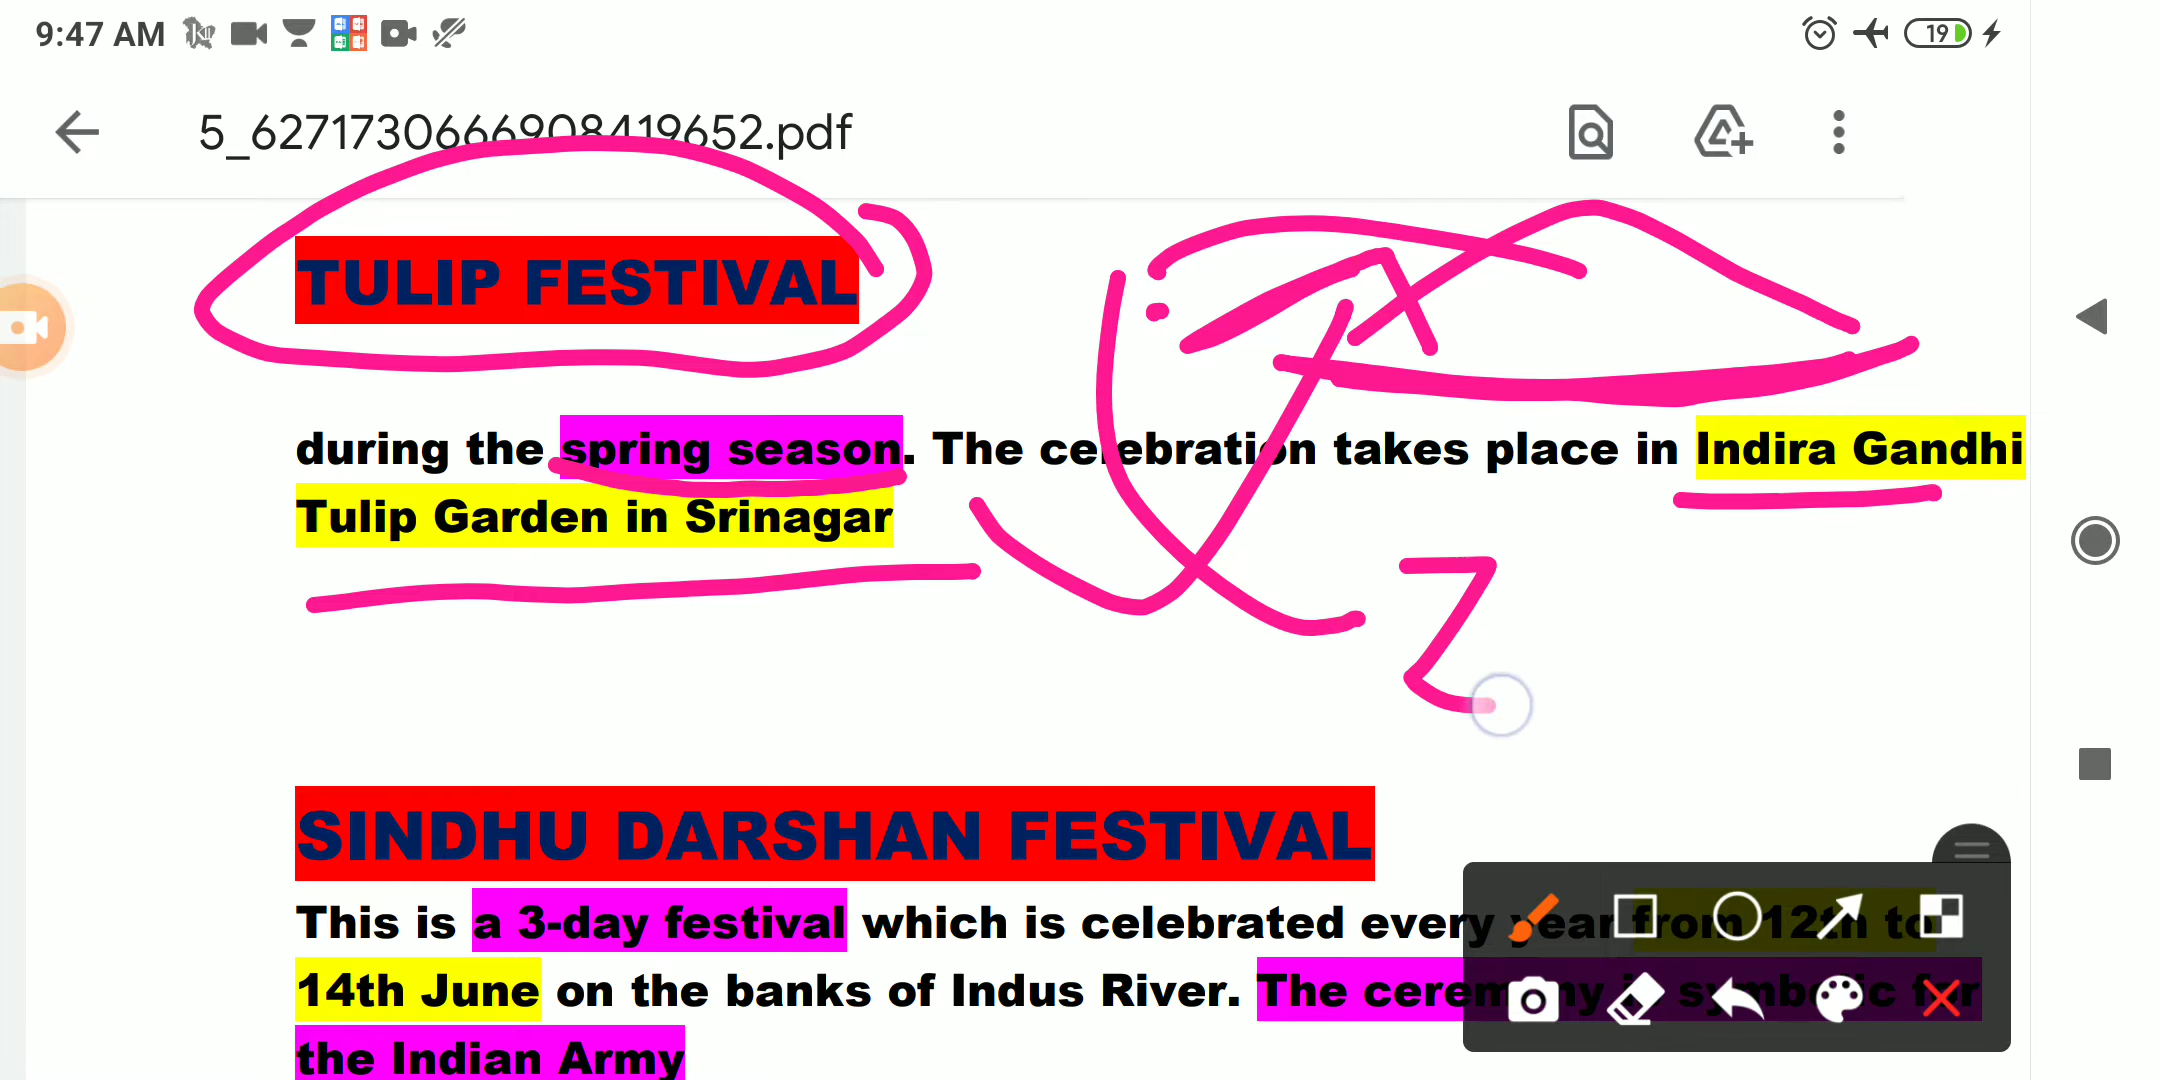 9:47 AM
19
5_6271730666908419652.pdf
TULIP FESTIVAL
during the spring season. The celebration takes place in Indira Gandhi
Tulip Garden in Srinagar
SINDHU DARSHAN FESTIVAL
This is a 3-day festival which is celebrated every year from 12th to
14th June on the banks of Indus River. The ceremony is symbolic for
the Indian Army